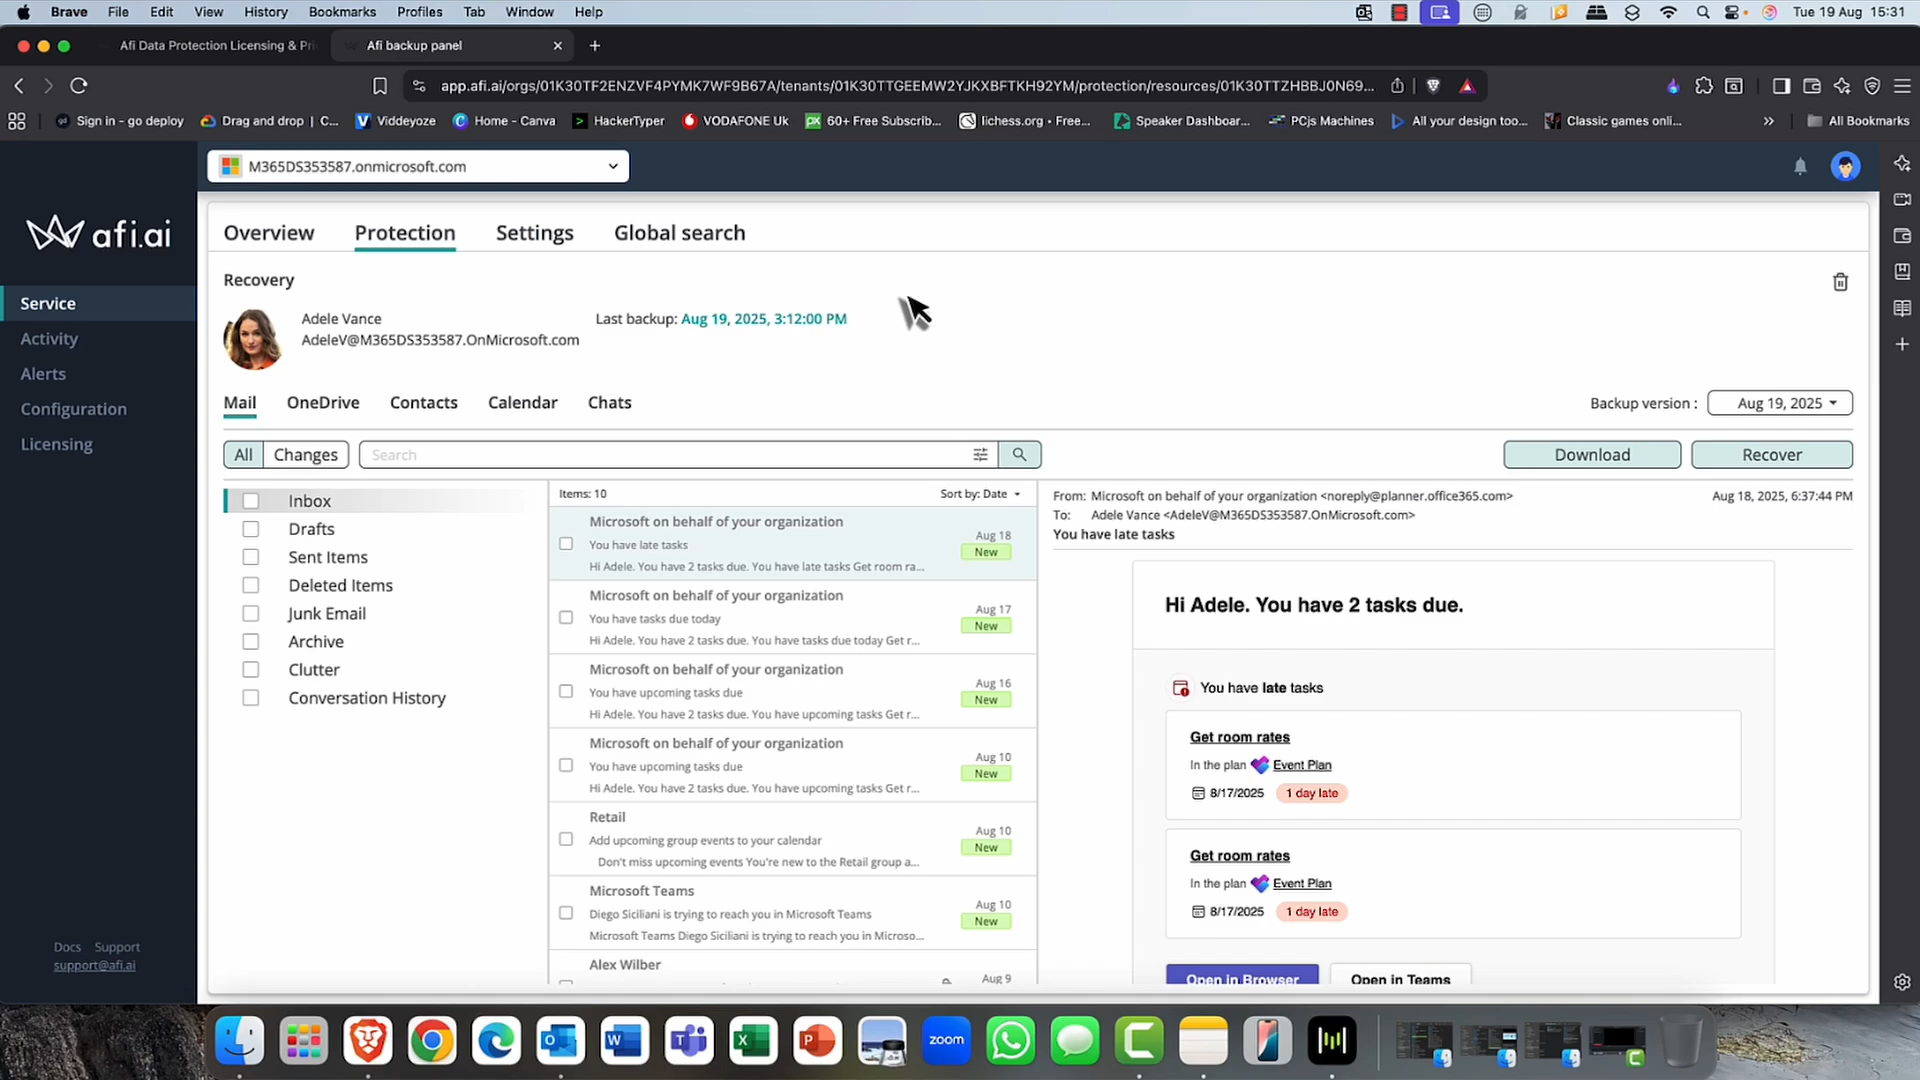 Brave File Edit View History Bookmarks Profiles Tab Window Help Tue 19 Aug 15:31
Afi Data Protection Licensing & Pri
Afi backup panel
app.afi.ai/orgs/01K30TF2ENZVF4PYMK7WF9B67A/tenants/01K30TTGEEMW2YJKXBFTKH92YM/protection/resources/01K30TTZHBBJ0N69...
Sign in - go deploy Drag and drop | C... Viddeyoze Home - Canva HackerTyper VODAFONE Uk 60+ Free Subscrib... lichess.org • Free... Speaker Dashboar... PCjs Machines All your design too... Classic games onli... » All Bookmarks
M365DS353587.onmicrosoft.com
afi.ai
Service
Activity
Alerts
Configuration
Licensing
Docs Support
support@afi.ai
Overview Protection Settings Global search
Recovery
Adele Vance
AdeleV@M365DS353587.OnMicrosoft.com
Last backup: Aug 19, 2025, 3:12:00 PM
Mail OneDrive Contacts Calendar Chats
Backup version : Aug 19, 2025
All Changes Search Download Recover
Inbox
Drafts
Sent Items
Deleted Items
Junk Email
Archive
Clutter
Conversation History
Items: 10 Sort by: Date
Microsoft on behalf of your organization
You have late tasks
Hi Adele. You have 2 tasks due. You have late tasks Get room ra...
Aug 18
New
Microsoft on behalf of your organization
You have tasks due today
Hi Adele. You have 2 tasks due. You have tasks due today Get r...
Aug 17
New
Microsoft on behalf of your organization
You have upcoming tasks due
Hi Adele. You have 2 tasks due. You have upcoming tasks Get r...
Aug 16
New
Microsoft on behalf of your organization
You have upcoming tasks due
Hi Adele. You have 2 tasks due. You have upcoming tasks Get r...
Aug 10
New
Retail
Add upcoming group events to your calendar
Don't miss upcoming events You're new to the Retail group a...
Aug 10
New
Microsoft Teams
Diego Siciliani is trying to reach you in Microsoft Teams
Microsoft Teams Diego Siciliani is trying to reach you in Microso...
Aug 10
New
Alex Wilber
Aug 9
From: Microsoft on behalf of your organization <noreply@planner.office365.com> Aug 18, 2025, 6:37:44 PM
To: Adele Vance <AdeleV@M365DS353587.OnMicrosoft.com>
You have late tasks
Hi Adele. You have 2 tasks due.
You have late tasks
Get room rates
In the plan Event Plan
8/17/2025 1 day late
Get room rates
In the plan Event Plan
8/17/2025 1 day late
Open in Browser Open in Teams
zoom